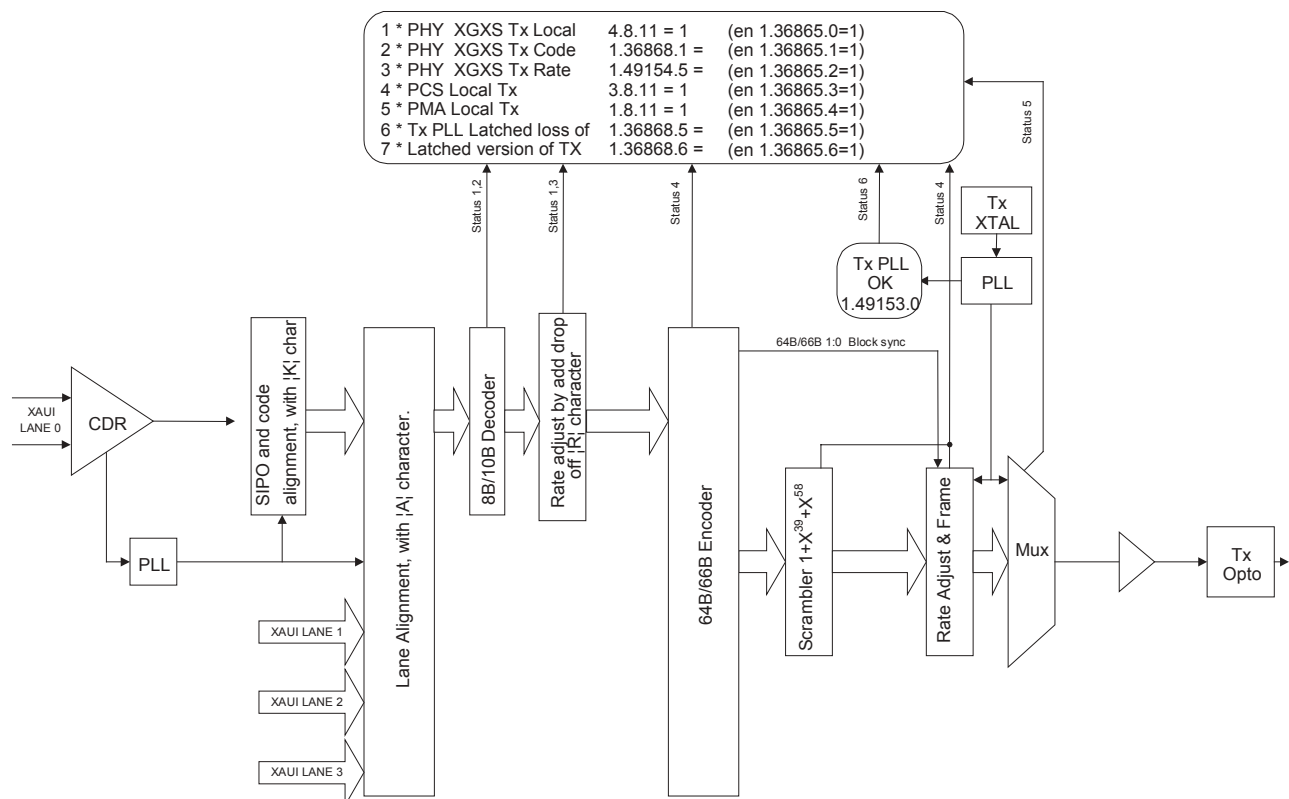 1 * PHY XGXS Tx Local 4.8.11 = 1 (en 1.36865.0=1)
2 * PHY XGXS Tx Code 1.36868.1 = (en 1.36865.1=1)
3 * PHY XGXS Tx Rate 1.49154.5 = (en 1.36865.2=1)
4 * PCS Local Tx 3.8.11 = 1 (en 1.36865.3=1)
5 * PMA Local Tx 1.8.11 = 1 (en 1.36865.4=1)
6 * Tx PLL Latched loss of 1.36868.5 = (en 1.36865.5=1)
7 * Latched version of TX 1.36868.6 = (en 1.36865.6=1)
Status 1,2
Status 1,3
Status 4
Status 6
Status 4
Status 5
Tx
XTAL
Tx PLL
OK
1.49153.0
PLL
XAUI
LANE 0
CDR
SIPO and code
alignment, with ¦K¦ char
PLL
Lane Alignment, with ¦A¦ character.
8B/10B Decoder
Rate adjust by add drop
off ¦R¦ character
64B/66B Encoder
64B/66B 1:0 Block sync
Scrambler 1+X³⁹+X⁵⁸
Rate Adjust & Frame
Mux
Tx
Opto
XAUI LANE 1
XAUI LANE 2
XAUI LANE 3